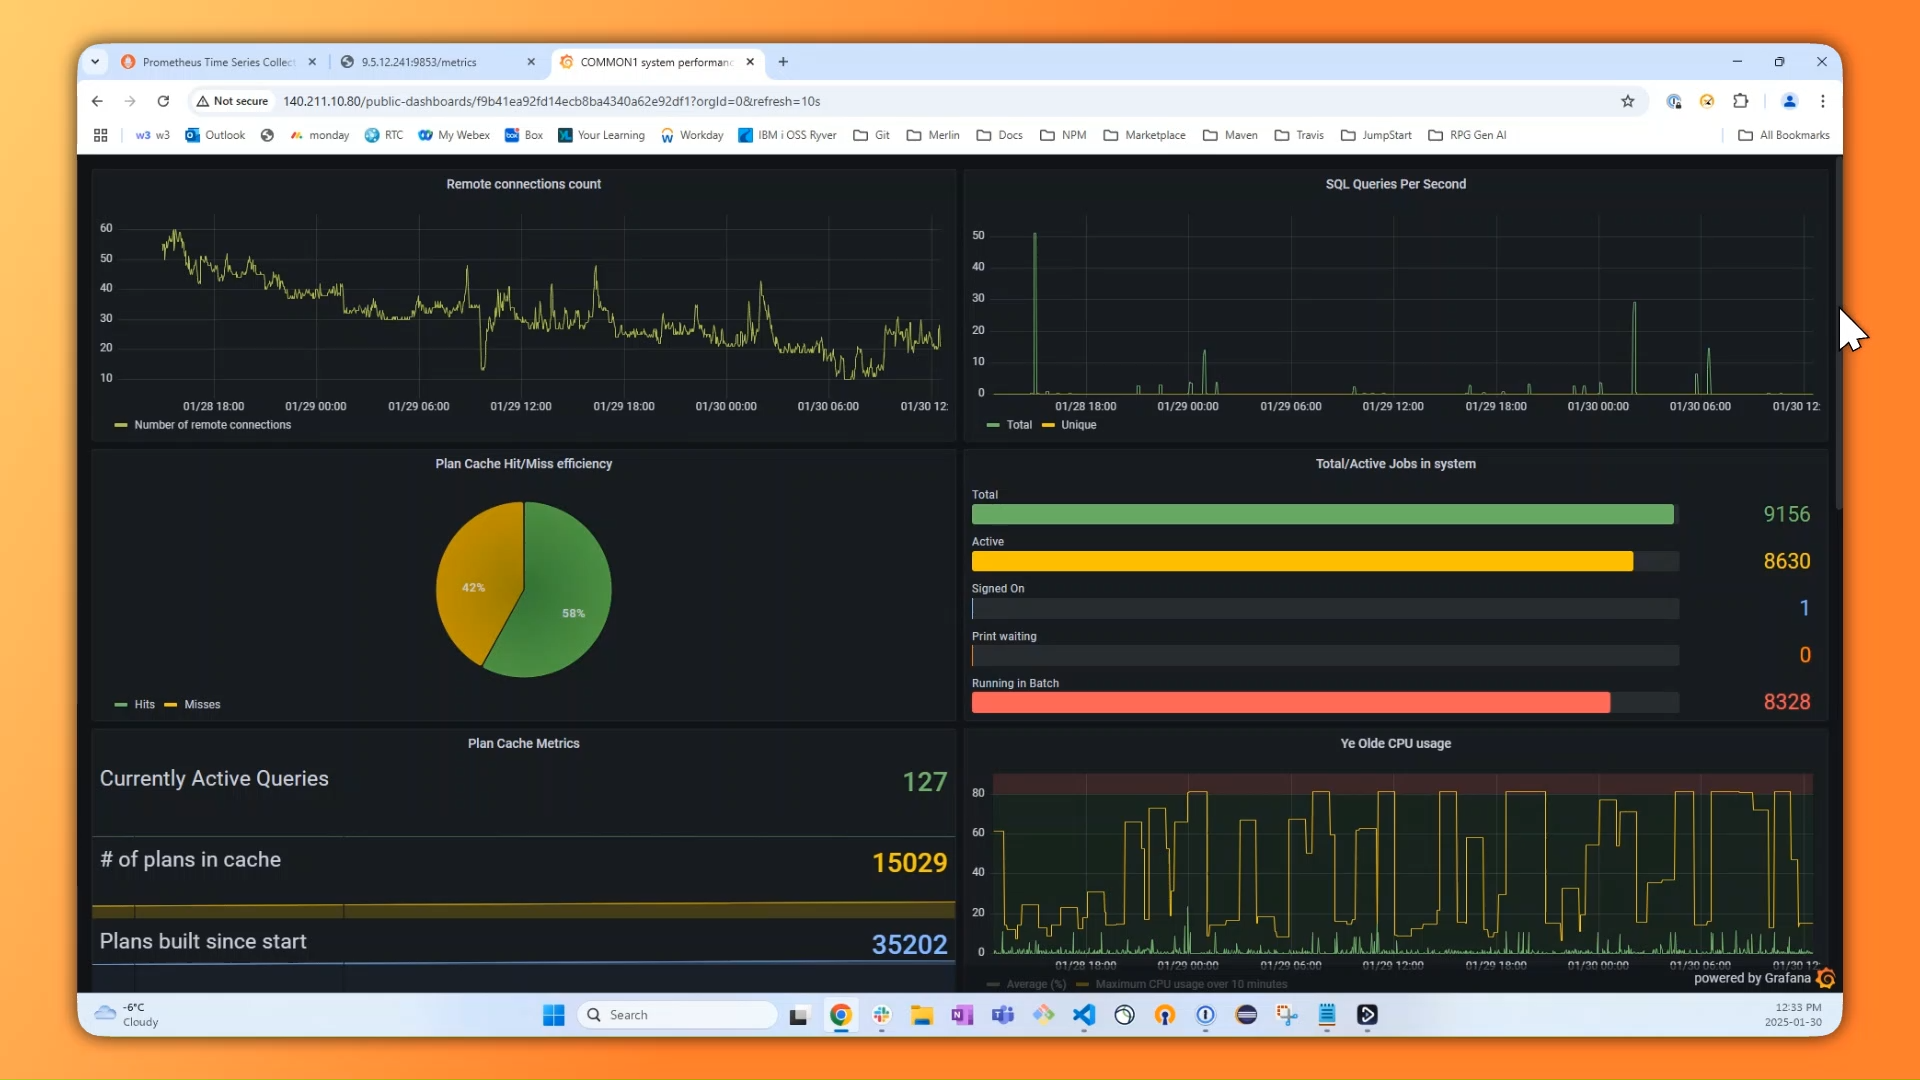 Prometheus Time Series Collect
9.5.12.241:9853/metrics
COMMON1 system performan
Not secure
140.211.10.80/public-dashboards/f9b41ea92fd14ecb8ba4340a62e92df1?orgId=0&refresh=10s
w3 w3 Outlook monday RTC My Webex box Box YL Your Learning Workday IBM i OSS Ryver Git Merlin Docs NPM Marketplace Maven Travis JumpStart RPG Gen AI All Bookmarks
Remote connections count
60
50
40
30
20
10
01/28 18:00 01/29 00:00 01/29 06:00 01/29 12:00 01/29 18:00 01/30 00:00 01/30 06:00 01/30 12:
Number of remote connections
SQL Queries Per Second
50
40
30
20
10
0
01/28 18:00 01/29 00:00 01/29 06:00 01/29 12:00 01/29 18:00 01/30 00:00 01/30 06:00 01/30 12:
Total Unique
Plan Cache Hit/Miss efficiency
42%
58%
Hits Misses
Total/Active Jobs in system
Total
9156
Active
8630
Signed On
1
Print waiting
0
Running in Batch
8328
Plan Cache Metrics
Currently Active Queries 127
# of plans in cache 15029
Plans built since start 35202
Ye Olde CPU usage
80
60
40
20
0
01/28 18:00 01/29 00:00 01/29 06:00 01/29 12:00 01/29 18:00 01/30 00:00 01/30 06:00 01/30 12:
Average (%) Maximum CPU usage over 10 minutes
powered by Grafana
-6°C
Cloudy
Search
12:33 PM
2025-01-30